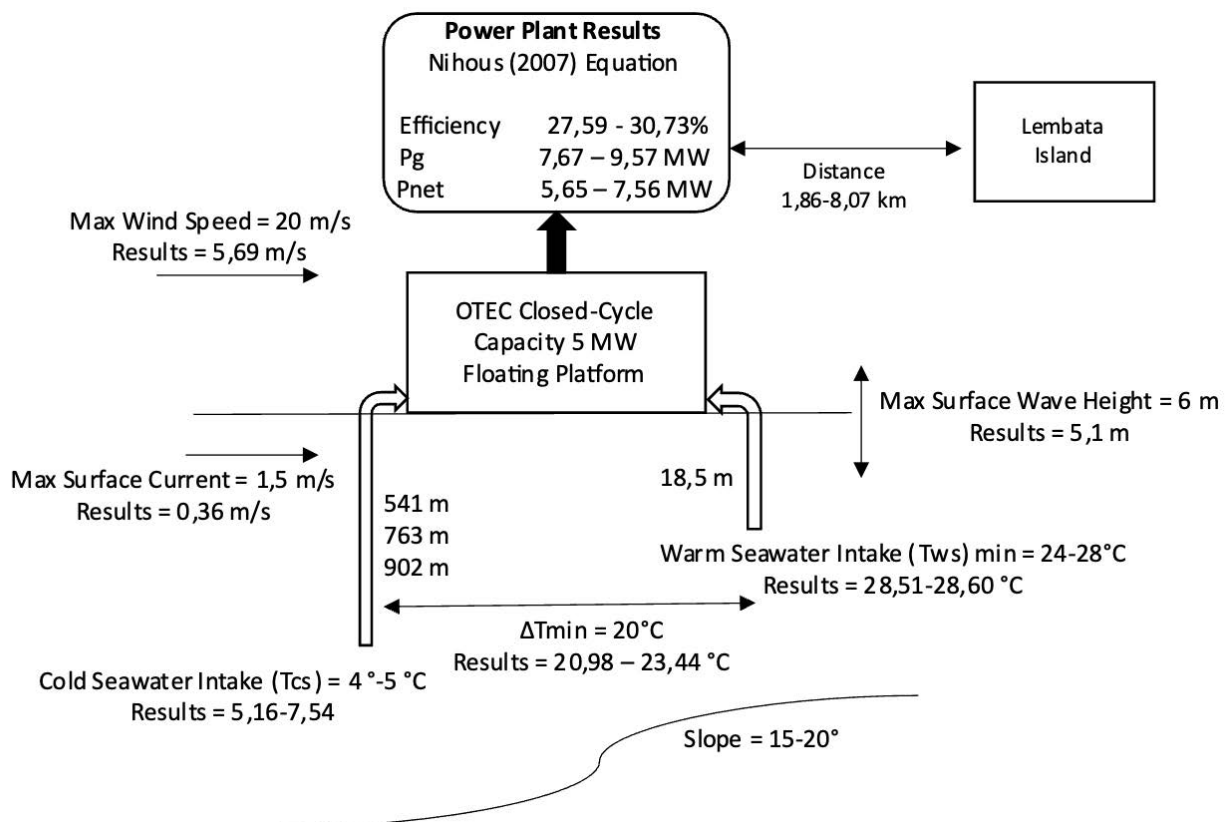 Power Plant Results
Nihous (2007) Equation
Efficiency 27,59 - 30,73%
Pg 7,67 – 9,57 MW
Pnet 5,65 – 7,56 MW
Lembata
Island
Distance
1,86-8,07 km
Max Wind Speed = 20 m/s
Results = 5,69 m/s
OTEC Closed-Cycle
Capacity 5 MW
Floating Platform
Max Surface Wave Height = 6 m
Results = 5,1 m
Max Surface Current = 1,5 m/s
Results = 0,36 m/s
541 m
763 m
902 m
18,5 m
Warm Seawater Intake (Tws) min = 24-28°C
Results = 28,51-28,60 °C
ΔTmin = 20°C
Results = 20,98 – 23,44 °C
Cold Seawater Intake (Tcs) = 4 °-5 °C
Results = 5,16-7,54
Slope = 15-20°